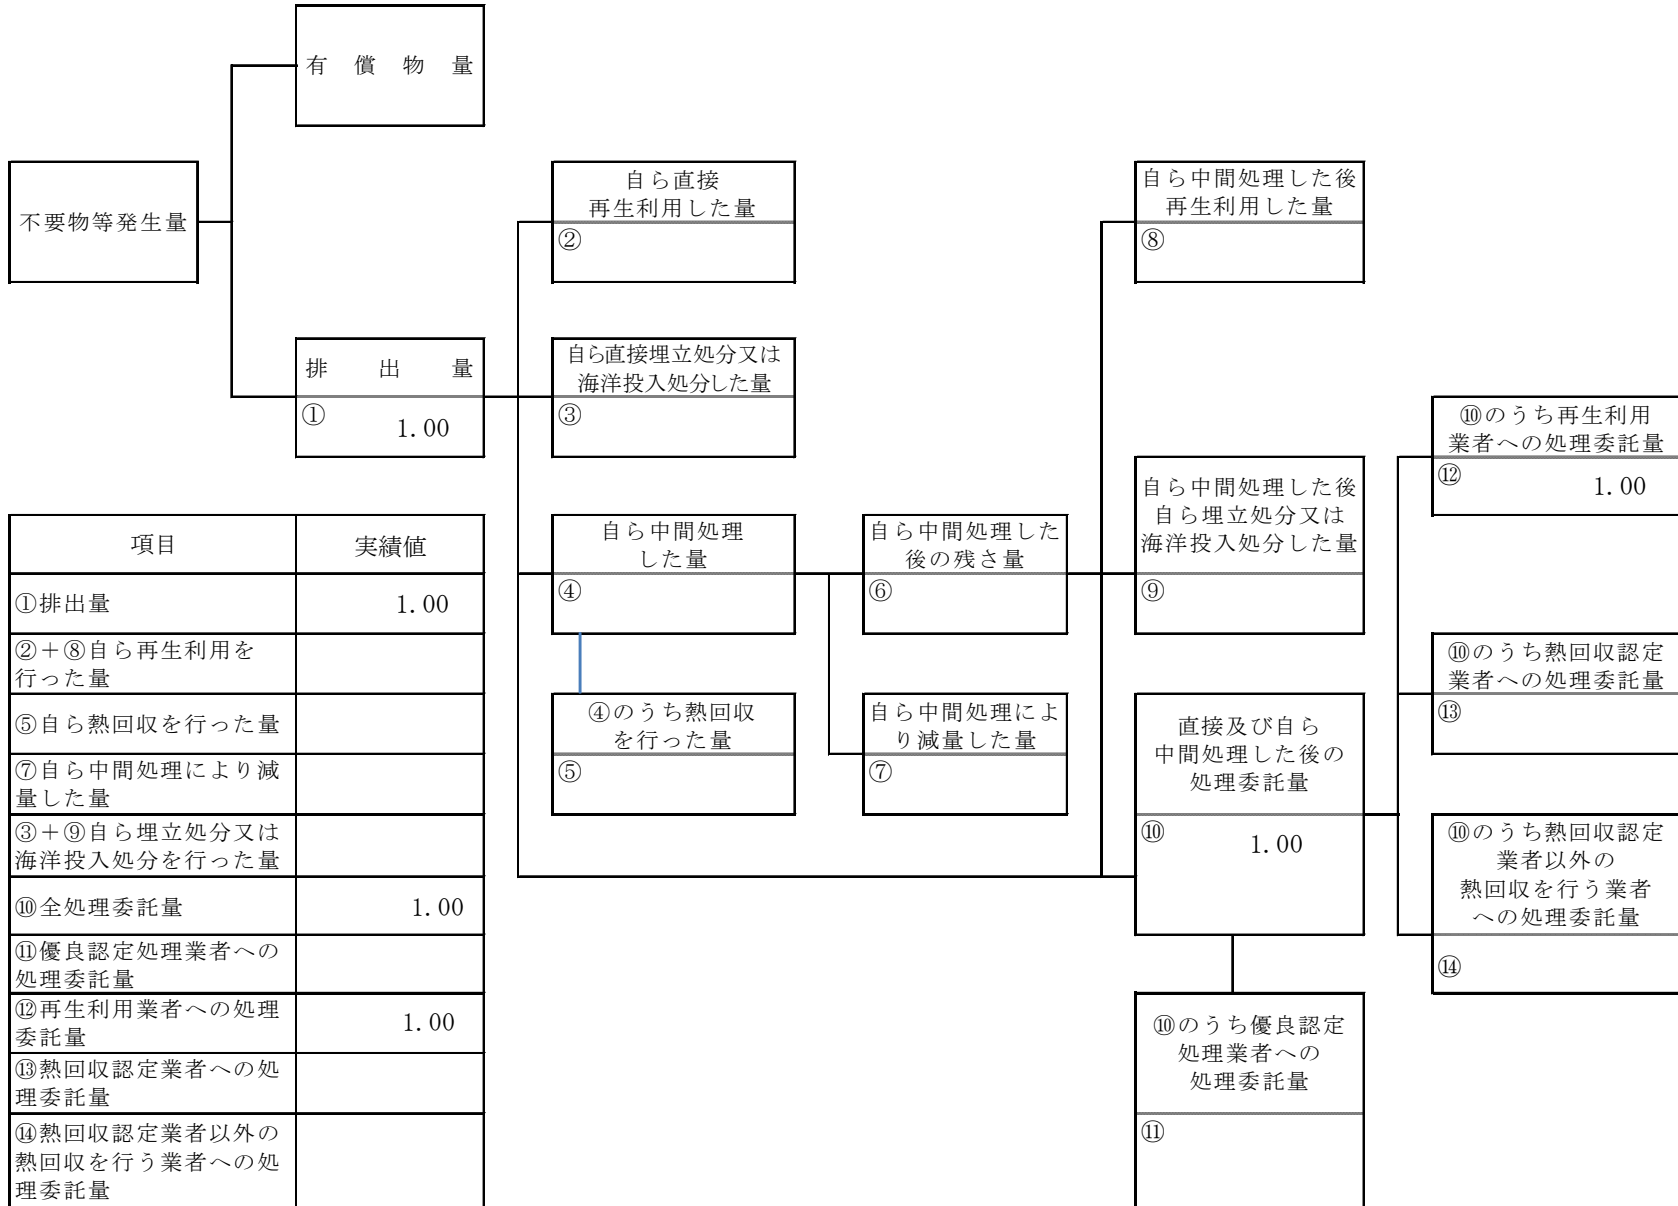 有償物量
不要物等発生量
排出量
①
1.00
自ら直接
再生利用した量
②
自ら直接埋立処分又は
海洋投入処分した量
③
自ら中間処理
した量
④
④のうち熱回収
を行った量
⑤
自ら中間処理した
後の残さ量
⑥
自ら中間処理によ
り減量した量
⑦
自ら中間処理した後
再生利用した量
⑧
自ら中間処理した後
自ら埋立処分又は
海洋投入処分した量
⑨
直接及び自ら
中間処理した後の
処理委託量
⑩
1.00
⑩のうち優良認定
処理業者への
処理委託量
⑪
⑩のうち再生利用
業者への処理委託量
⑫
1.00
⑩のうち熱回収認定
業者への処理委託量
⑬
⑩のうち熱回収認定
業者以外の
熱回収を行う業者
への処理委託量
⑭
項目 実績値
①排出量 1.00
②＋⑧自ら再生利用を
行った量
⑤自ら熱回収を行った量
⑦自ら中間処理により減
量した量
③＋⑨自ら埋立処分又は
海洋投入処分を行った量
⑩全処理委託量 1.00
⑪優良認定処理業者への
処理委託量
⑫再生利用業者への処理
委託量
1.00
⑬熱回収認定業者への処
理委託量
⑭熱回収認定業者以外の
熱回収を行う業者への処
理委託量